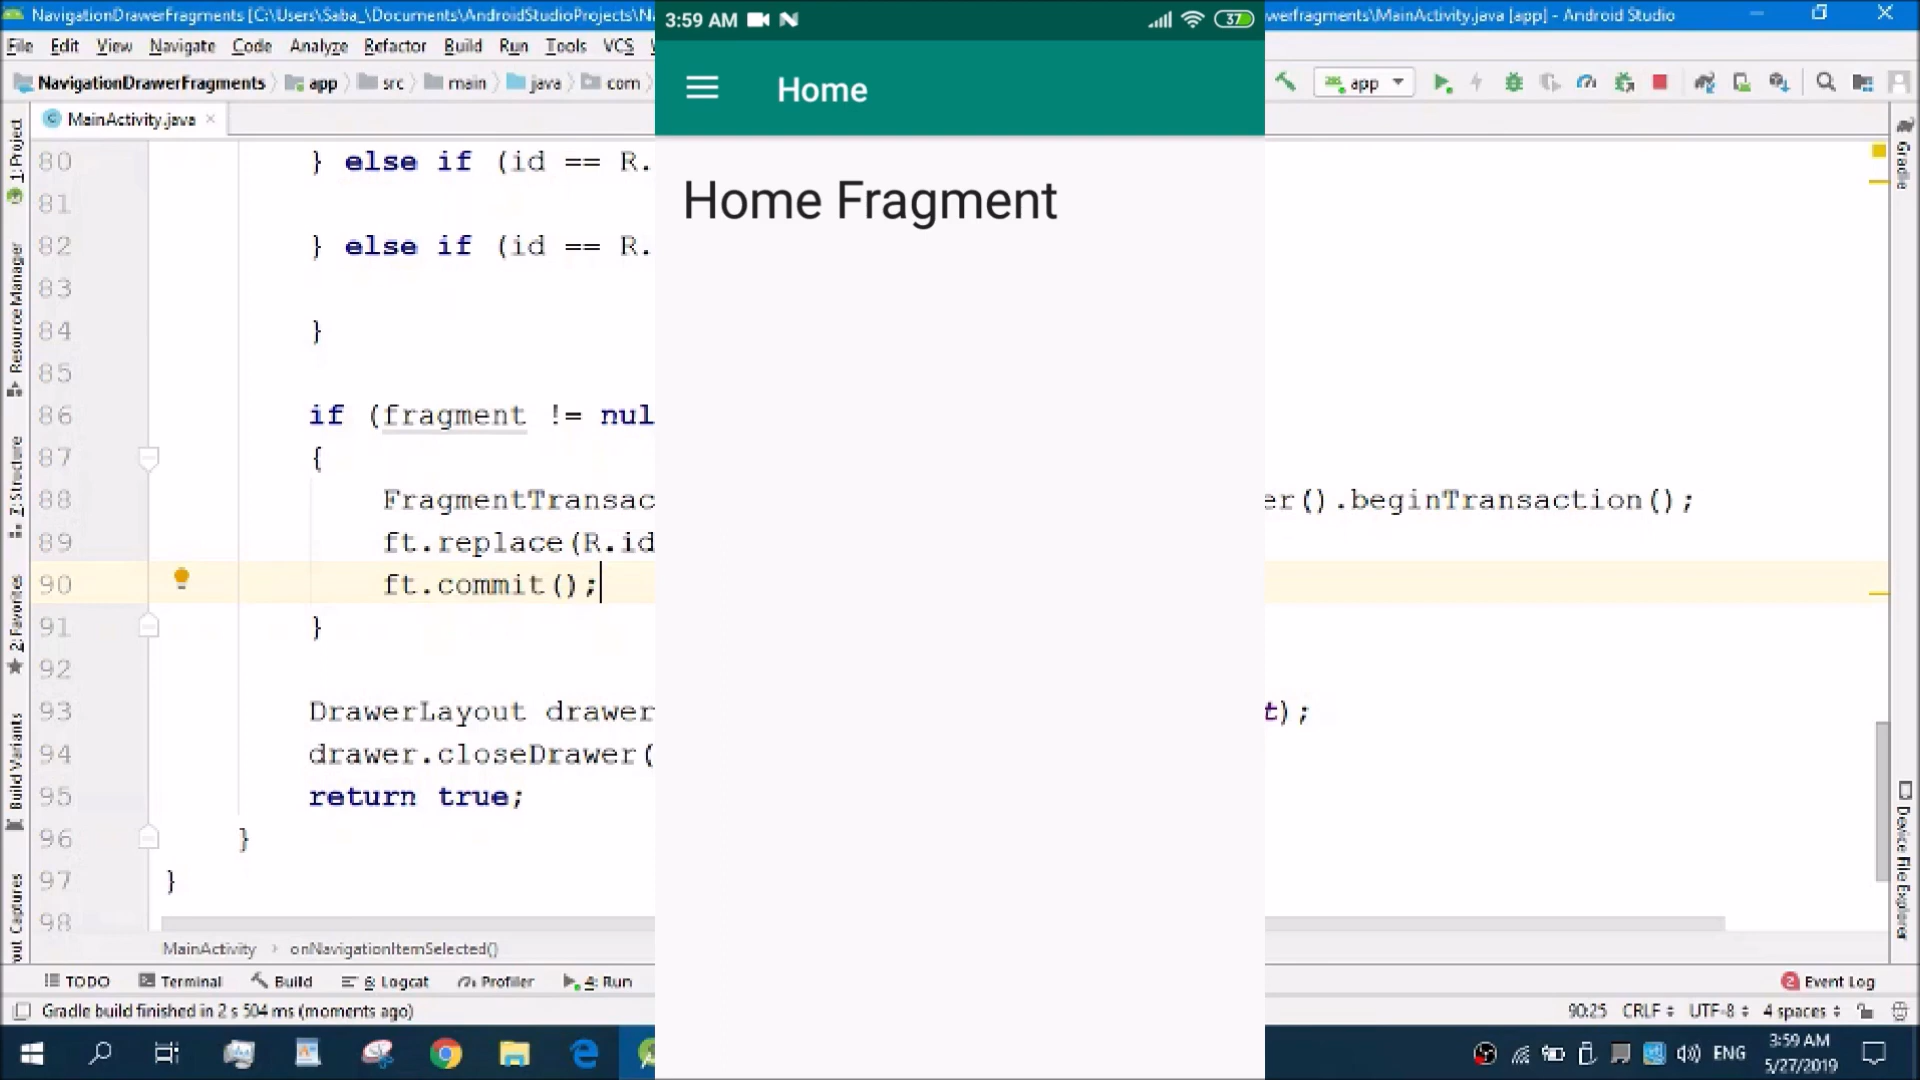 NavigationDrawerFragments [C:\Users\Saba_\Documents\AndroidStudioProjects\N
werfragments\MainActivity.java [app] - Android Studio
File Edit View Navigate Code Analyze Refactor Build Run Tools VCS
NavigationDrawerFragments app src main java com
app
MainActivity.java
3:59 AM
37
Home
Home Fragment
80 } else if (id == R.
81
82 } else if (id == R.
83
84 }
85
86 if (fragment != nul
87 {
88 FragmentTransac er().beginTransaction();
89 ft.replace(R.id
90 ft.commit();
91 }
92
93 DrawerLayout drawer t);
94 drawer.closeDrawer(
95 return true;
96 }
97 }
98
1: Project
Resource Manager
7: Structure
2: Favorites
Build Variants
out Captures
Gradle
Device File Explorer
MainActivity > onNavigationItemSelected()
TODO Terminal Build 6: Logcat Profiler 4: Run
2 Event Log
Gradle build finished in 2 s 504 ms (moments ago)
90:25 CRLF UTF-8 4 spaces
ENG
3:59 AM
5/27/2019